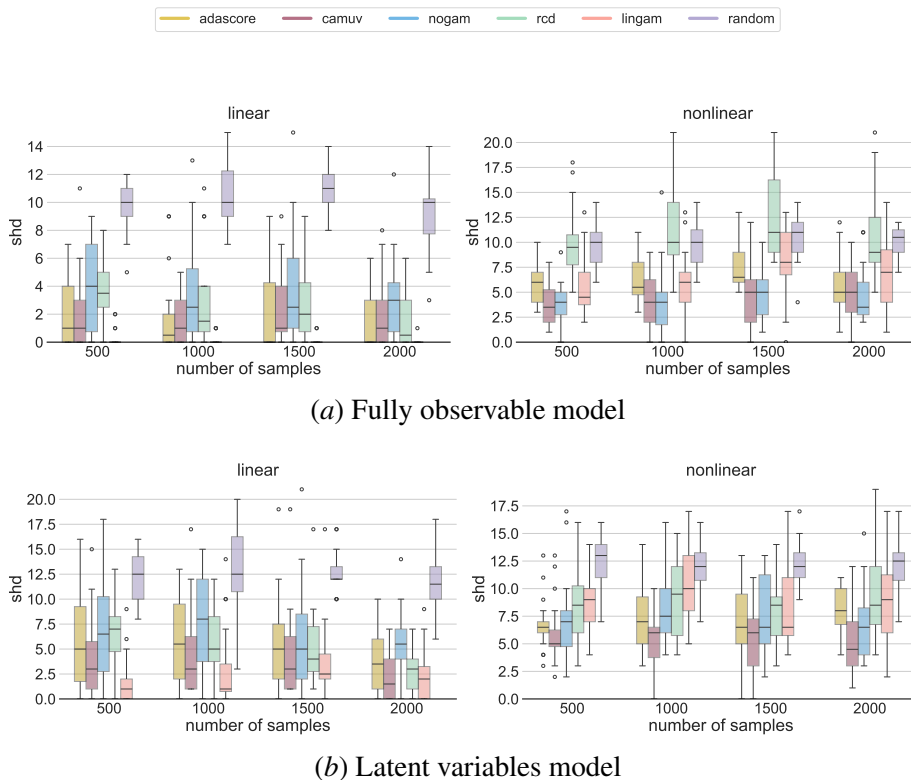 adascore camuv nogam rcd lingam random
linear
nonlinear
shd
14
12
10
8
6
4
2
0
500 1000 1500 2000
number of samples
shd
20.0
17.5
15.0
12.5
10.0
7.5
5.0
2.5
0.0
500 1000 1500 2000
number of samples
(a) Fully observable model
linear
nonlinear
shd
20.0
17.5
15.0
12.5
10.0
7.5
5.0
2.5
0.0
500 1000 1500 2000
number of samples
shd
17.5
15.0
12.5
10.0
7.5
5.0
2.5
0.0
500 1000 1500 2000
number of samples
(b) Latent variables model